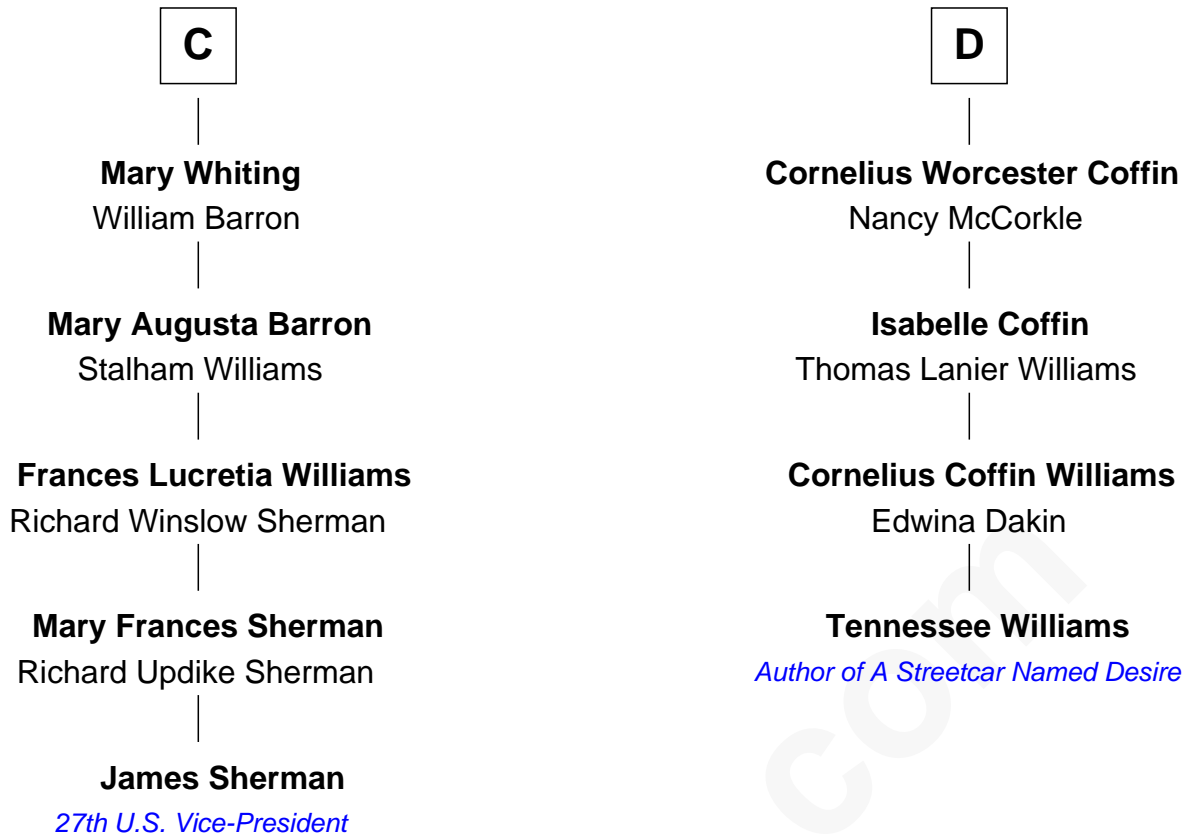 C
Mary Whiting
William Barron
Mary Augusta Barron
Stalham Williams
Frances Lucretia Williams
Richard Winslow Sherman
Mary Frances Sherman
Richard Updike Sherman
James Sherman
27th U.S. Vice-President
D
Cornelius Worcester Coffin
Nancy McCorkle
Isabelle Coffin
Thomas Lanier Williams
Cornelius Coffin Williams
Edwina Dakin
Tennessee Williams
Author of A Streetcar Named Desire
com